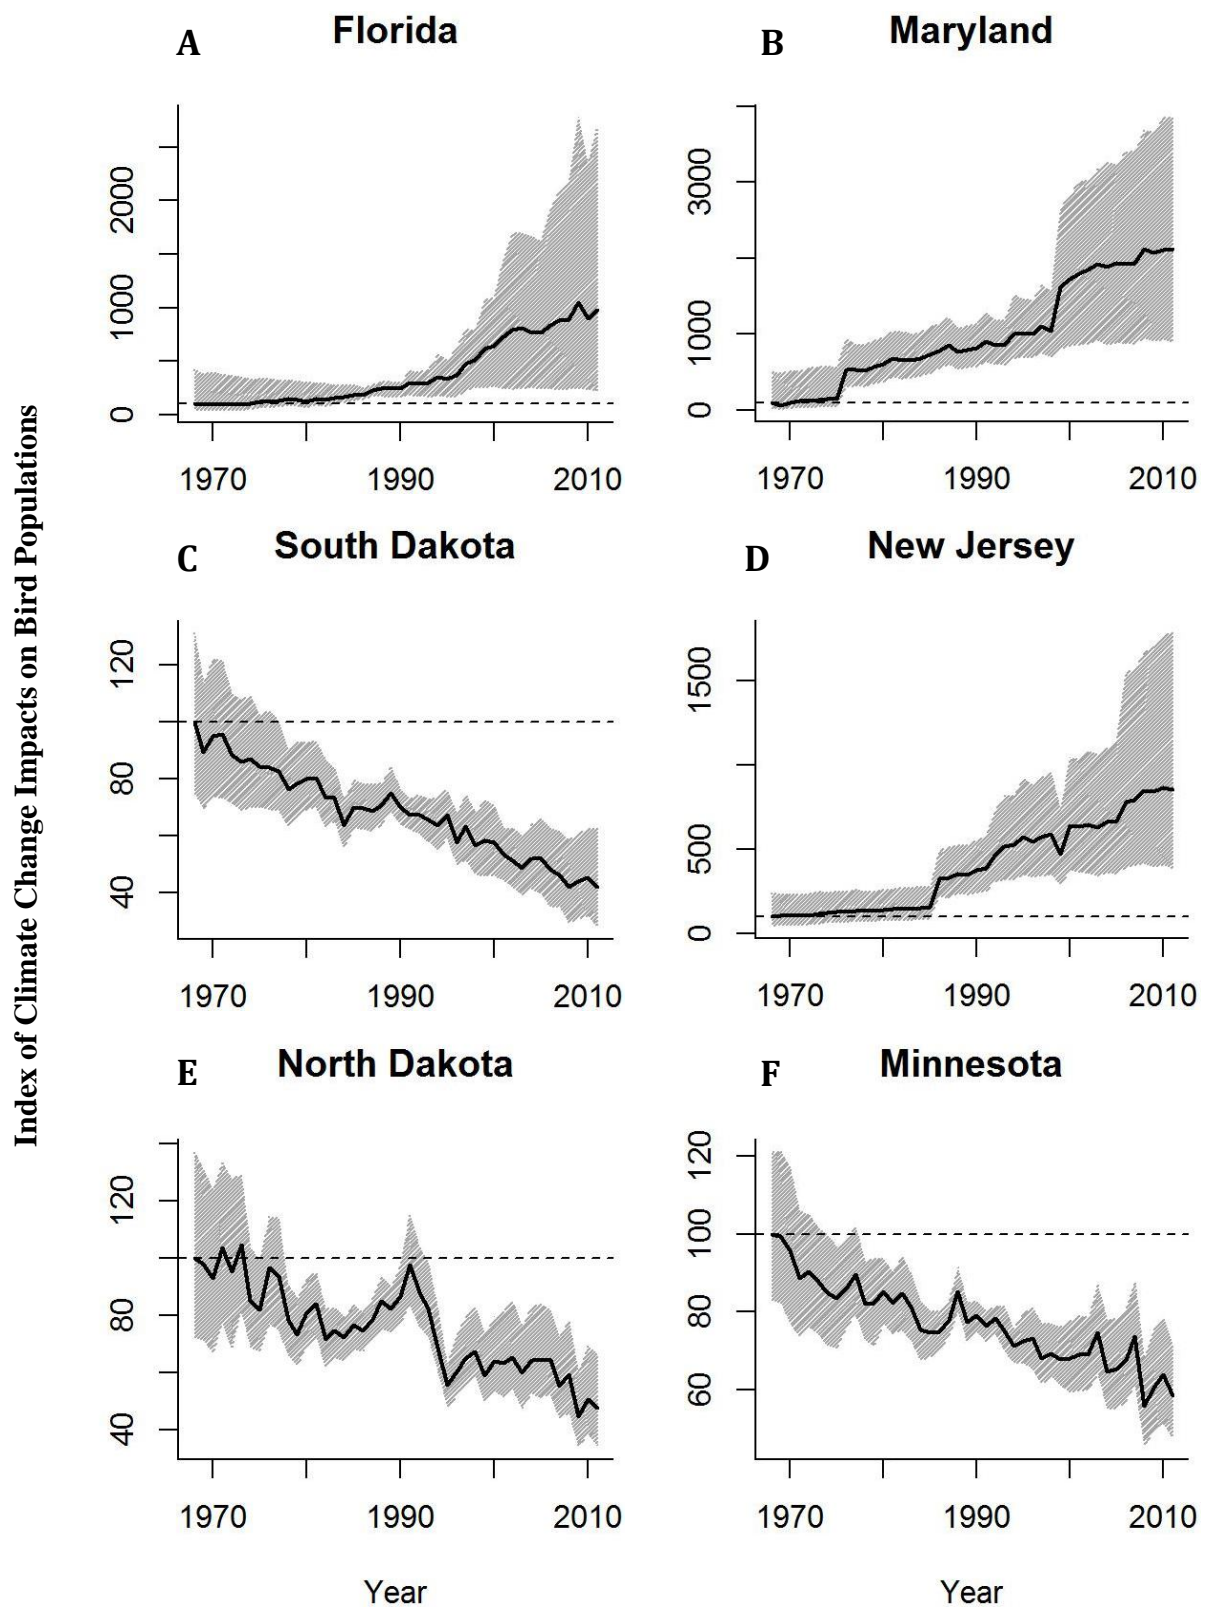 A Florida
B Maryland
Index of Climate Change Impacts on Bird Populations
0 1000 2000
1970 1990 2010
0 1000 3000
1970 1990 2010
C South Dakota
D New Jersey
40 80 120
1970 1990 2010
0 500 1500
1970 1990 2010
E North Dakota
F Minnesota
40 80 120
1970 1990 2010
Year
60 80 100 120
1970 1990 2010
Year